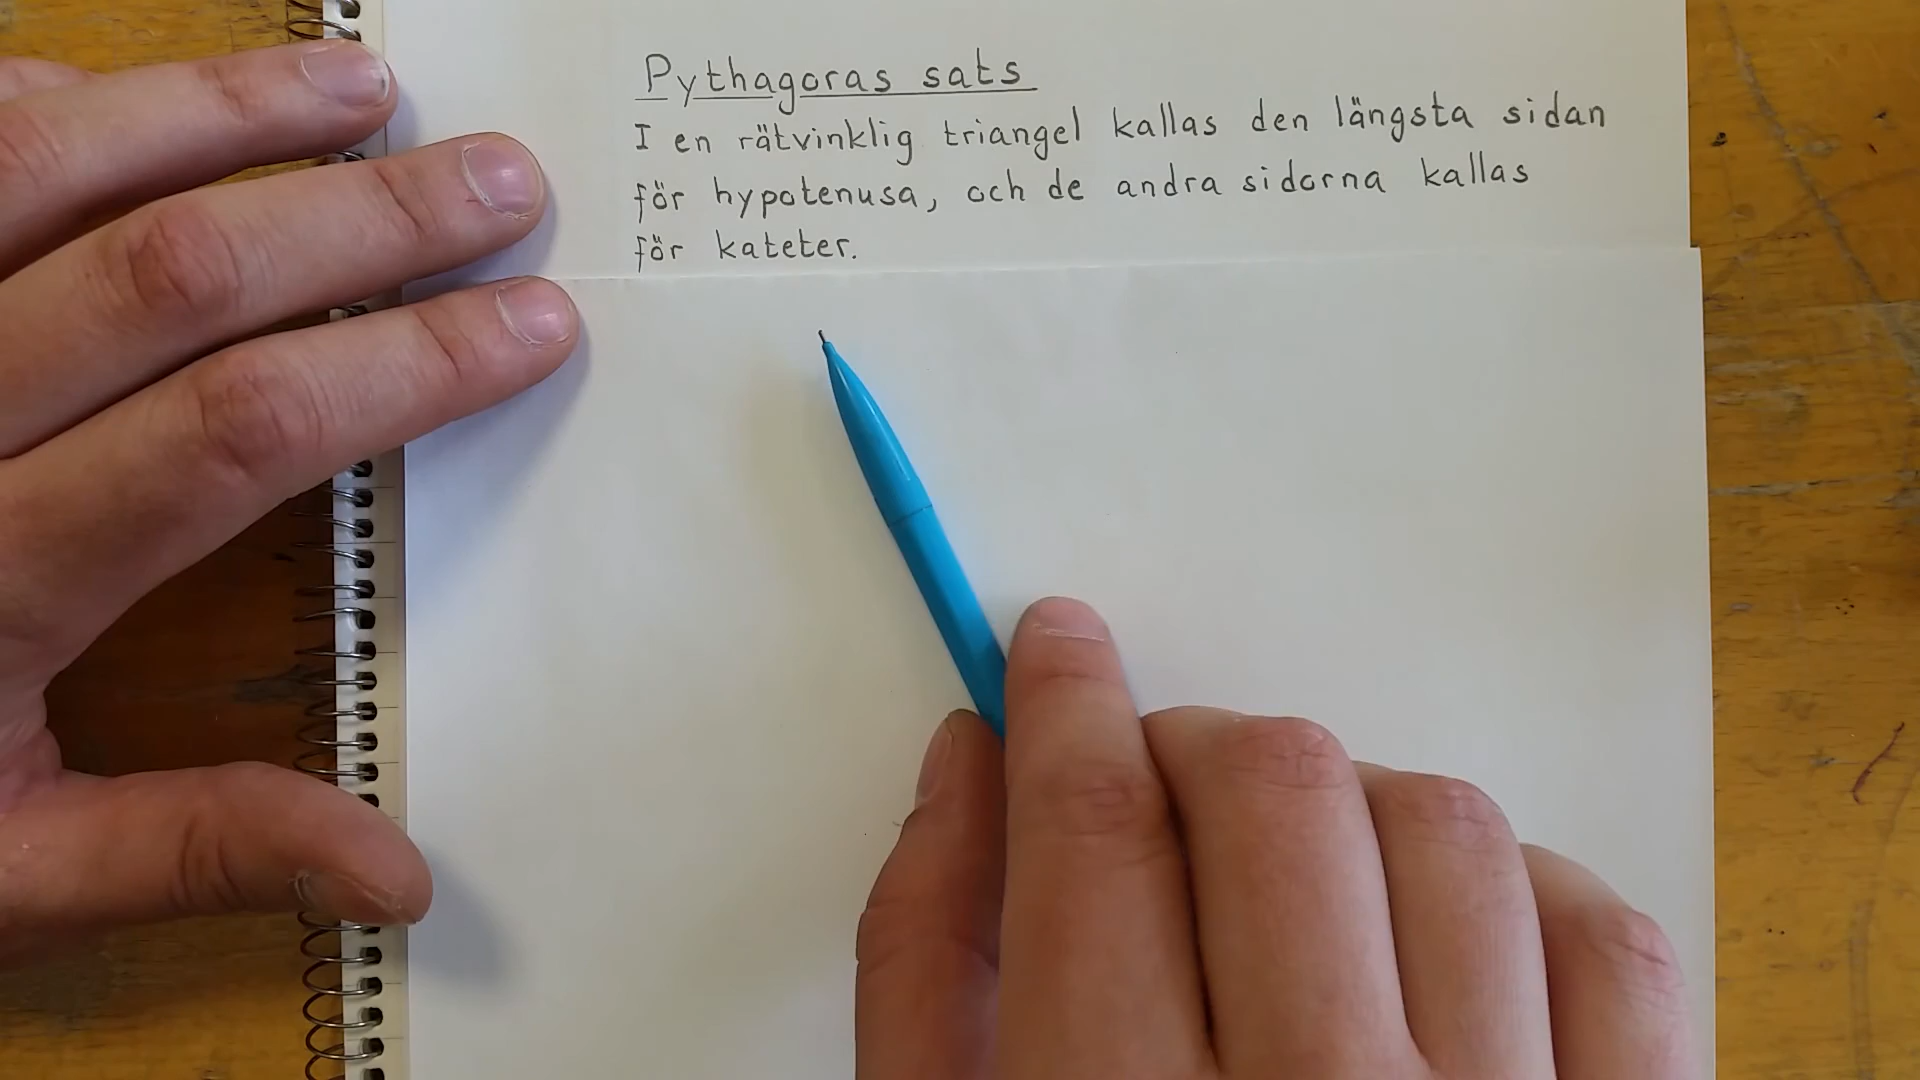 Pythagoras sats
I en rätvinklig triangel kallas den längsta sidan
för hypotenusa, och de andra sidorna kallas
för kateter.